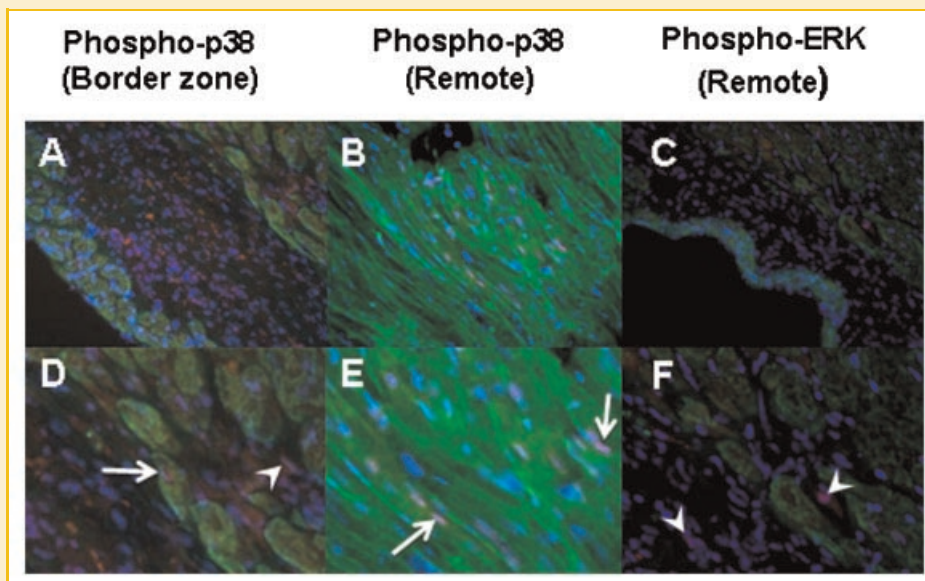 Phospho-p38
(Border zone)
Phospho-p38
(Remote)
Phospho-ERK
(Remote)
A
B
C
D
E
F